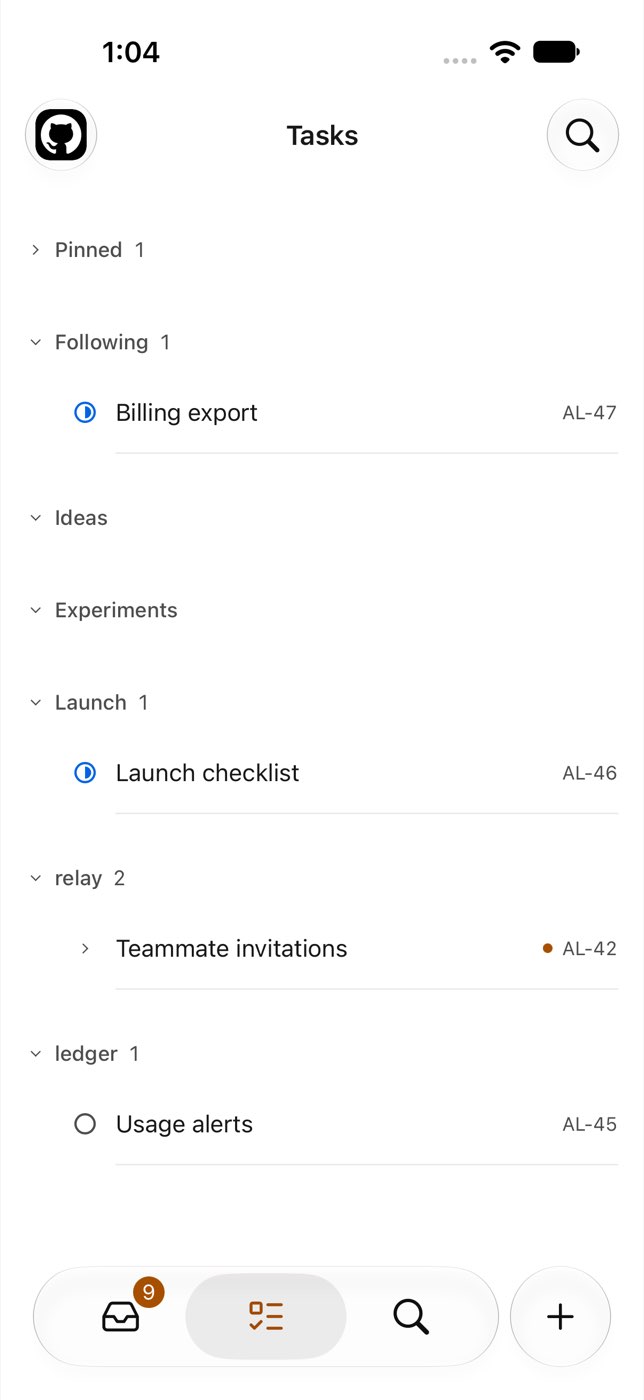 1:04
Tasks
Pinned 1
Following 1
Billing export AL-47
Ideas
Experiments
Launch 1
Launch checklist AL-46
relay 2
Teammate invitations AL-42
ledger 1
Usage alerts AL-45
9